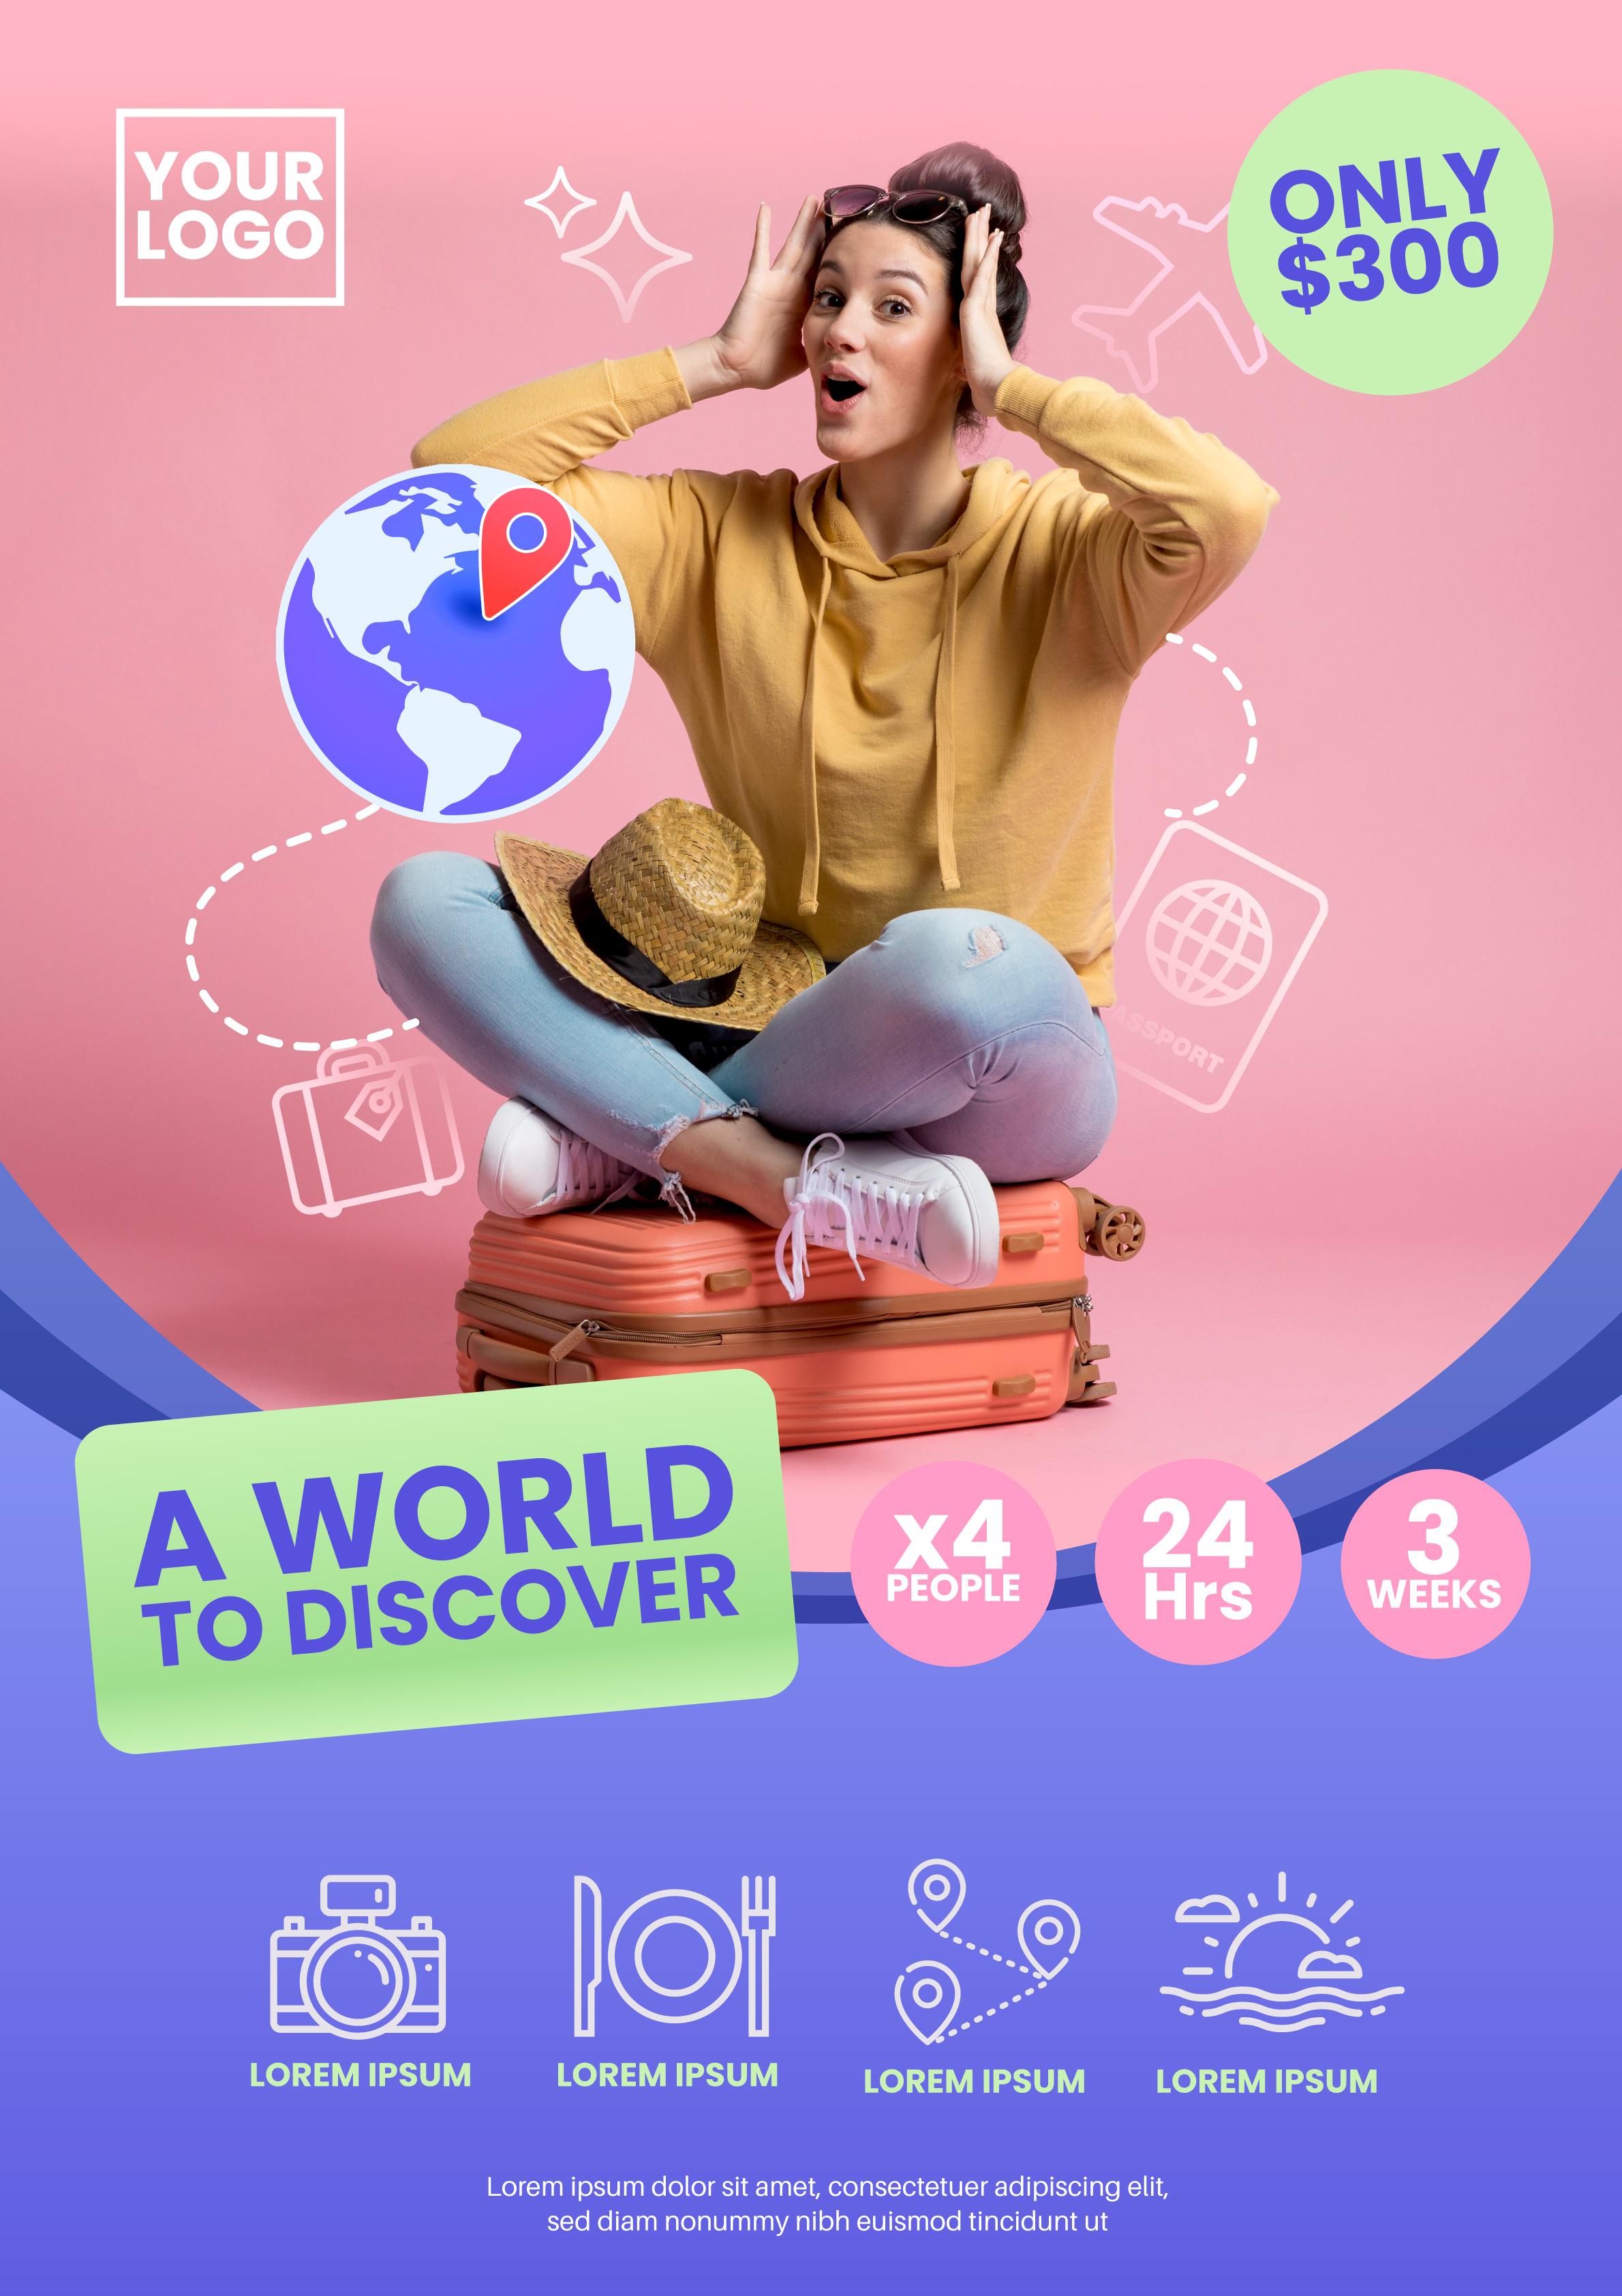 YOUR
LOGO
ONLY
$300
ASSPORT
A WORLD
TO DISCOVER
x4
PEOPLE
24
Hrs
3
WEEKS
LOREM IPSUM
LOREM IPSUM
LOREM IPSUM
LOREM IPSUM
Lorem ipsum dolor sit amet, consectetuer adipiscing elit,
sed diam nonummy nibh euismod tincidunt ut